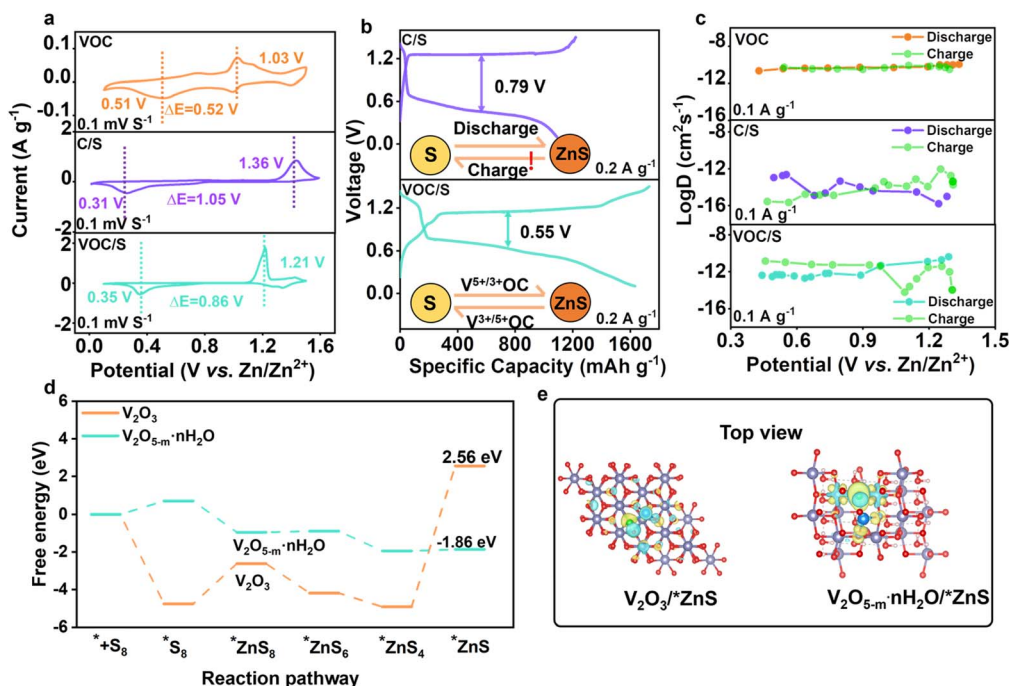 a
VOC
1.03 V
0.51 V
ΔE=0.52 V
0.1 mV S⁻¹
C/S
1.36 V
0.31 V
ΔE=1.05 V
0.1 mV S⁻¹
VOC/S
1.21 V
0.35 V
ΔE=0.86 V
0.1 mV S⁻¹
Current (A g⁻¹)
0.1
0.0
-0.1
2
0
-2
2
0
-2
0.0 0.4 0.8 1.2 1.6
Potential (V vs. Zn/Zn²⁺)
b
C/S
0.79 V
Discharge
S
ZnS
Charge
!
0.2 A g⁻¹
VOC/S
0.55 V
V⁵⁺/³⁺OC
S
ZnS
V³⁺/⁵⁺OC
0.2 A g⁻¹
Voltage (V)
1.2
0.6
0.0
1.2
0.6
0.0
0 400 800 1200 1600
Specific Capacity (mAh g⁻¹)
c
VOC
Discharge
Charge
0.1 A g⁻¹
C/S
Discharge
Charge
0.1 A g⁻¹
VOC/S
Discharge
Charge
0.1 A g⁻¹
LogD (cm²s⁻¹)
-8
-12
-16
-8
-12
-16
-8
-12
-16
0.3 0.6 0.9 1.2 1.5
Potential (V vs. Zn/Zn²⁺)
d
V₂O₃
V₂O₅₋ₘ·nH₂O
2.56 eV
-1.86 eV
V₂O₅₋ₘ·nH₂O
V₂O₃
Free energy (eV)
6
4
2
0
-2
-4
-6
*+S₈ *S₈ *ZnS₈ *ZnS₆ *ZnS₄ *ZnS
Reaction pathway
e
Top view
V₂O₃/*ZnS
V₂O₅₋ₘ·nH₂O/*ZnS